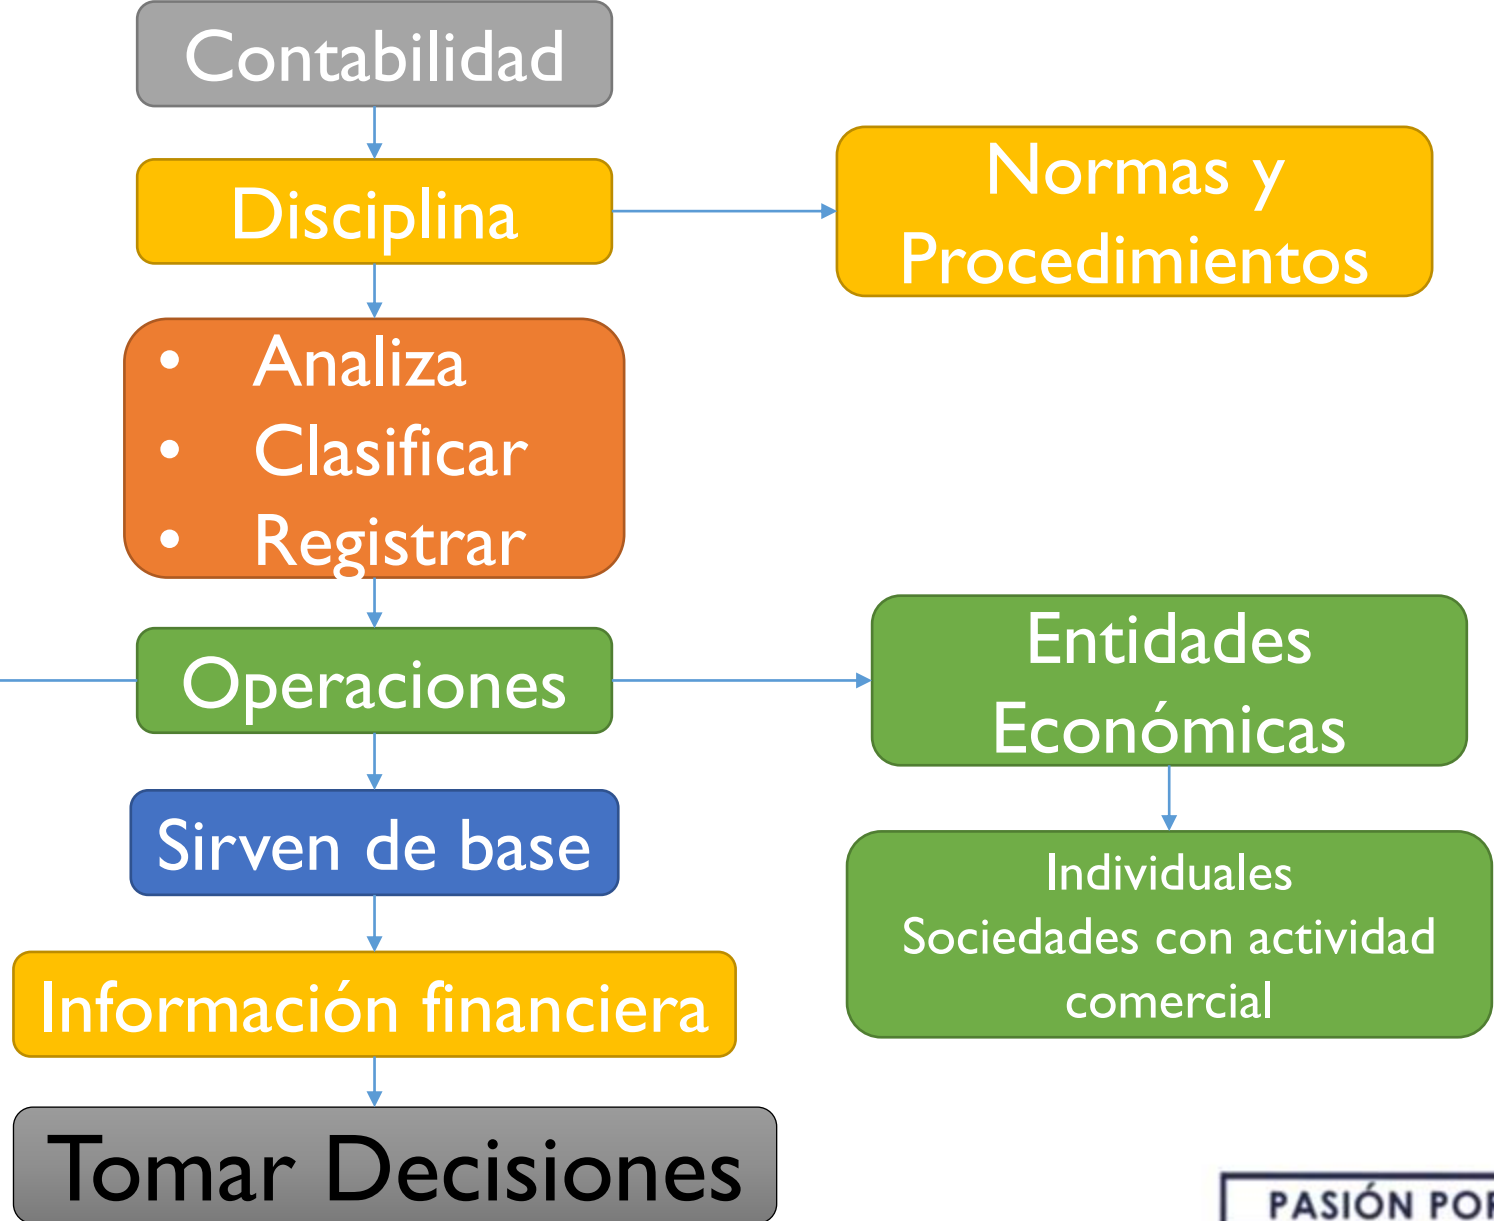 Contabilidad
Disciplina
Normas y
Procedimientos
• Analiza
• Clasificar
• Registrar
Operaciones
Entidades
Económicas
Sirven de base
Individuales
Sociedades con actividad
comercial
Información financiera
Tomar Decisiones
PASIÓN POR